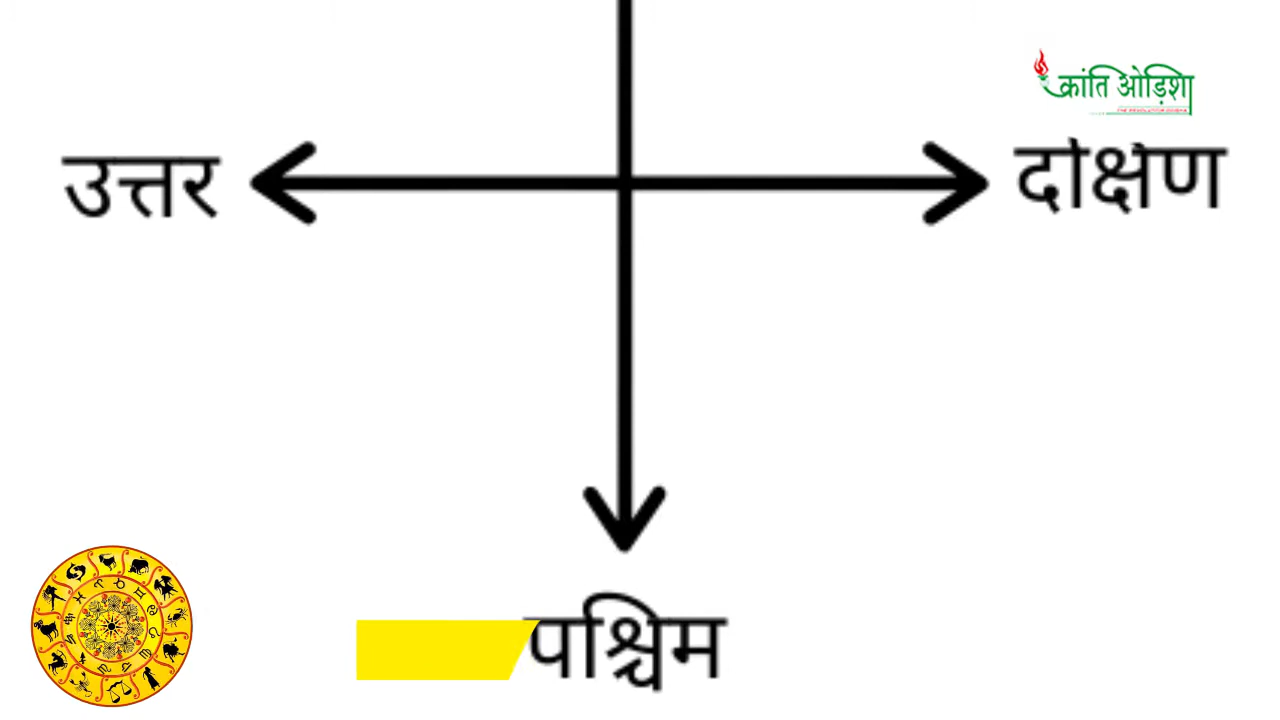 क्रांति ओड़िशा
उत्तर
दक्षिण
पश्चिम